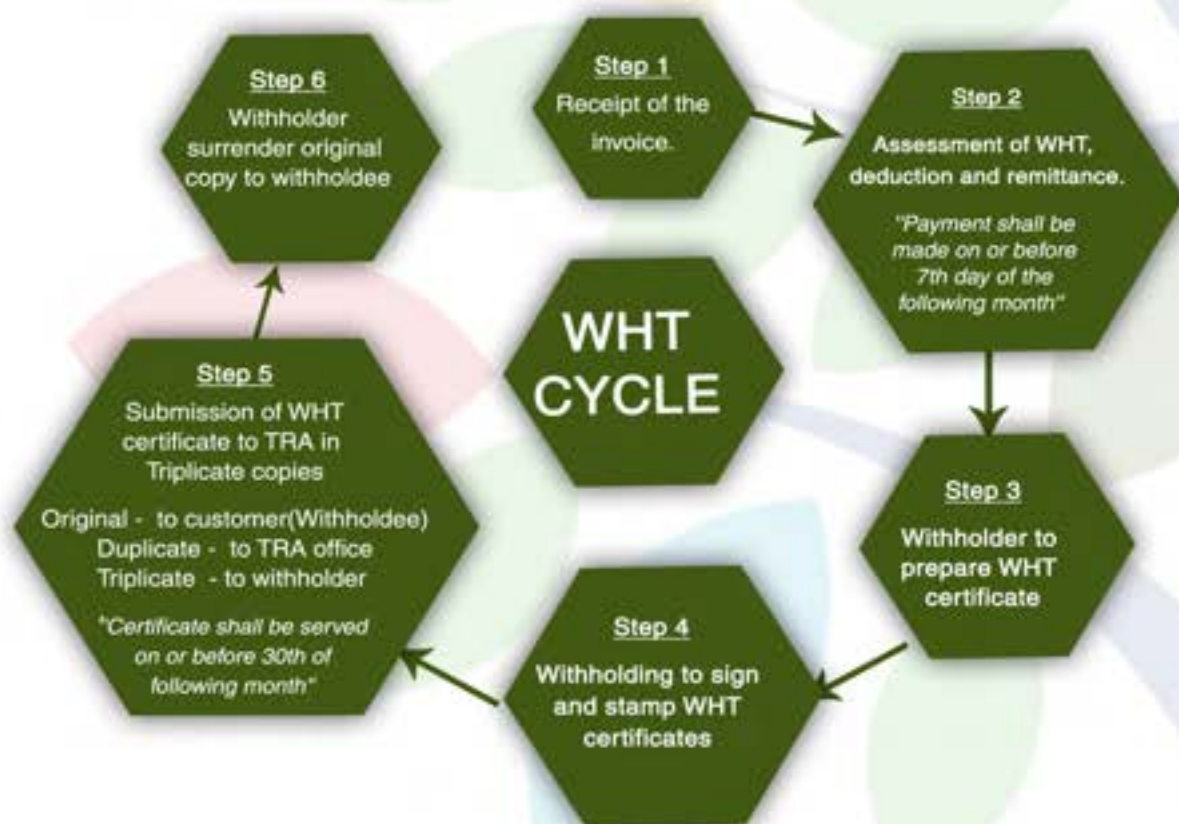 WHT
CYCLE
Step 1
Receipt of the
invoice.
Step 2
Assessment of WHT,
deduction and remittance.
"Payment shall be
made on or before
7th day of the
following month"
Step 3
Withholder to
prepare WHT
certificate
Step 4
Withholding to sign
and stamp WHT
certificates
Step 5
Submission of WHT
certificate to TRA in
Triplicate copies
Original - to customer(Withholdee)
Duplicate - to TRA office
Triplicate - to withholder
"Certificate shall be served
on or before 30th of
following month"
Step 6
Withholder
surrender original
copy to withholdee